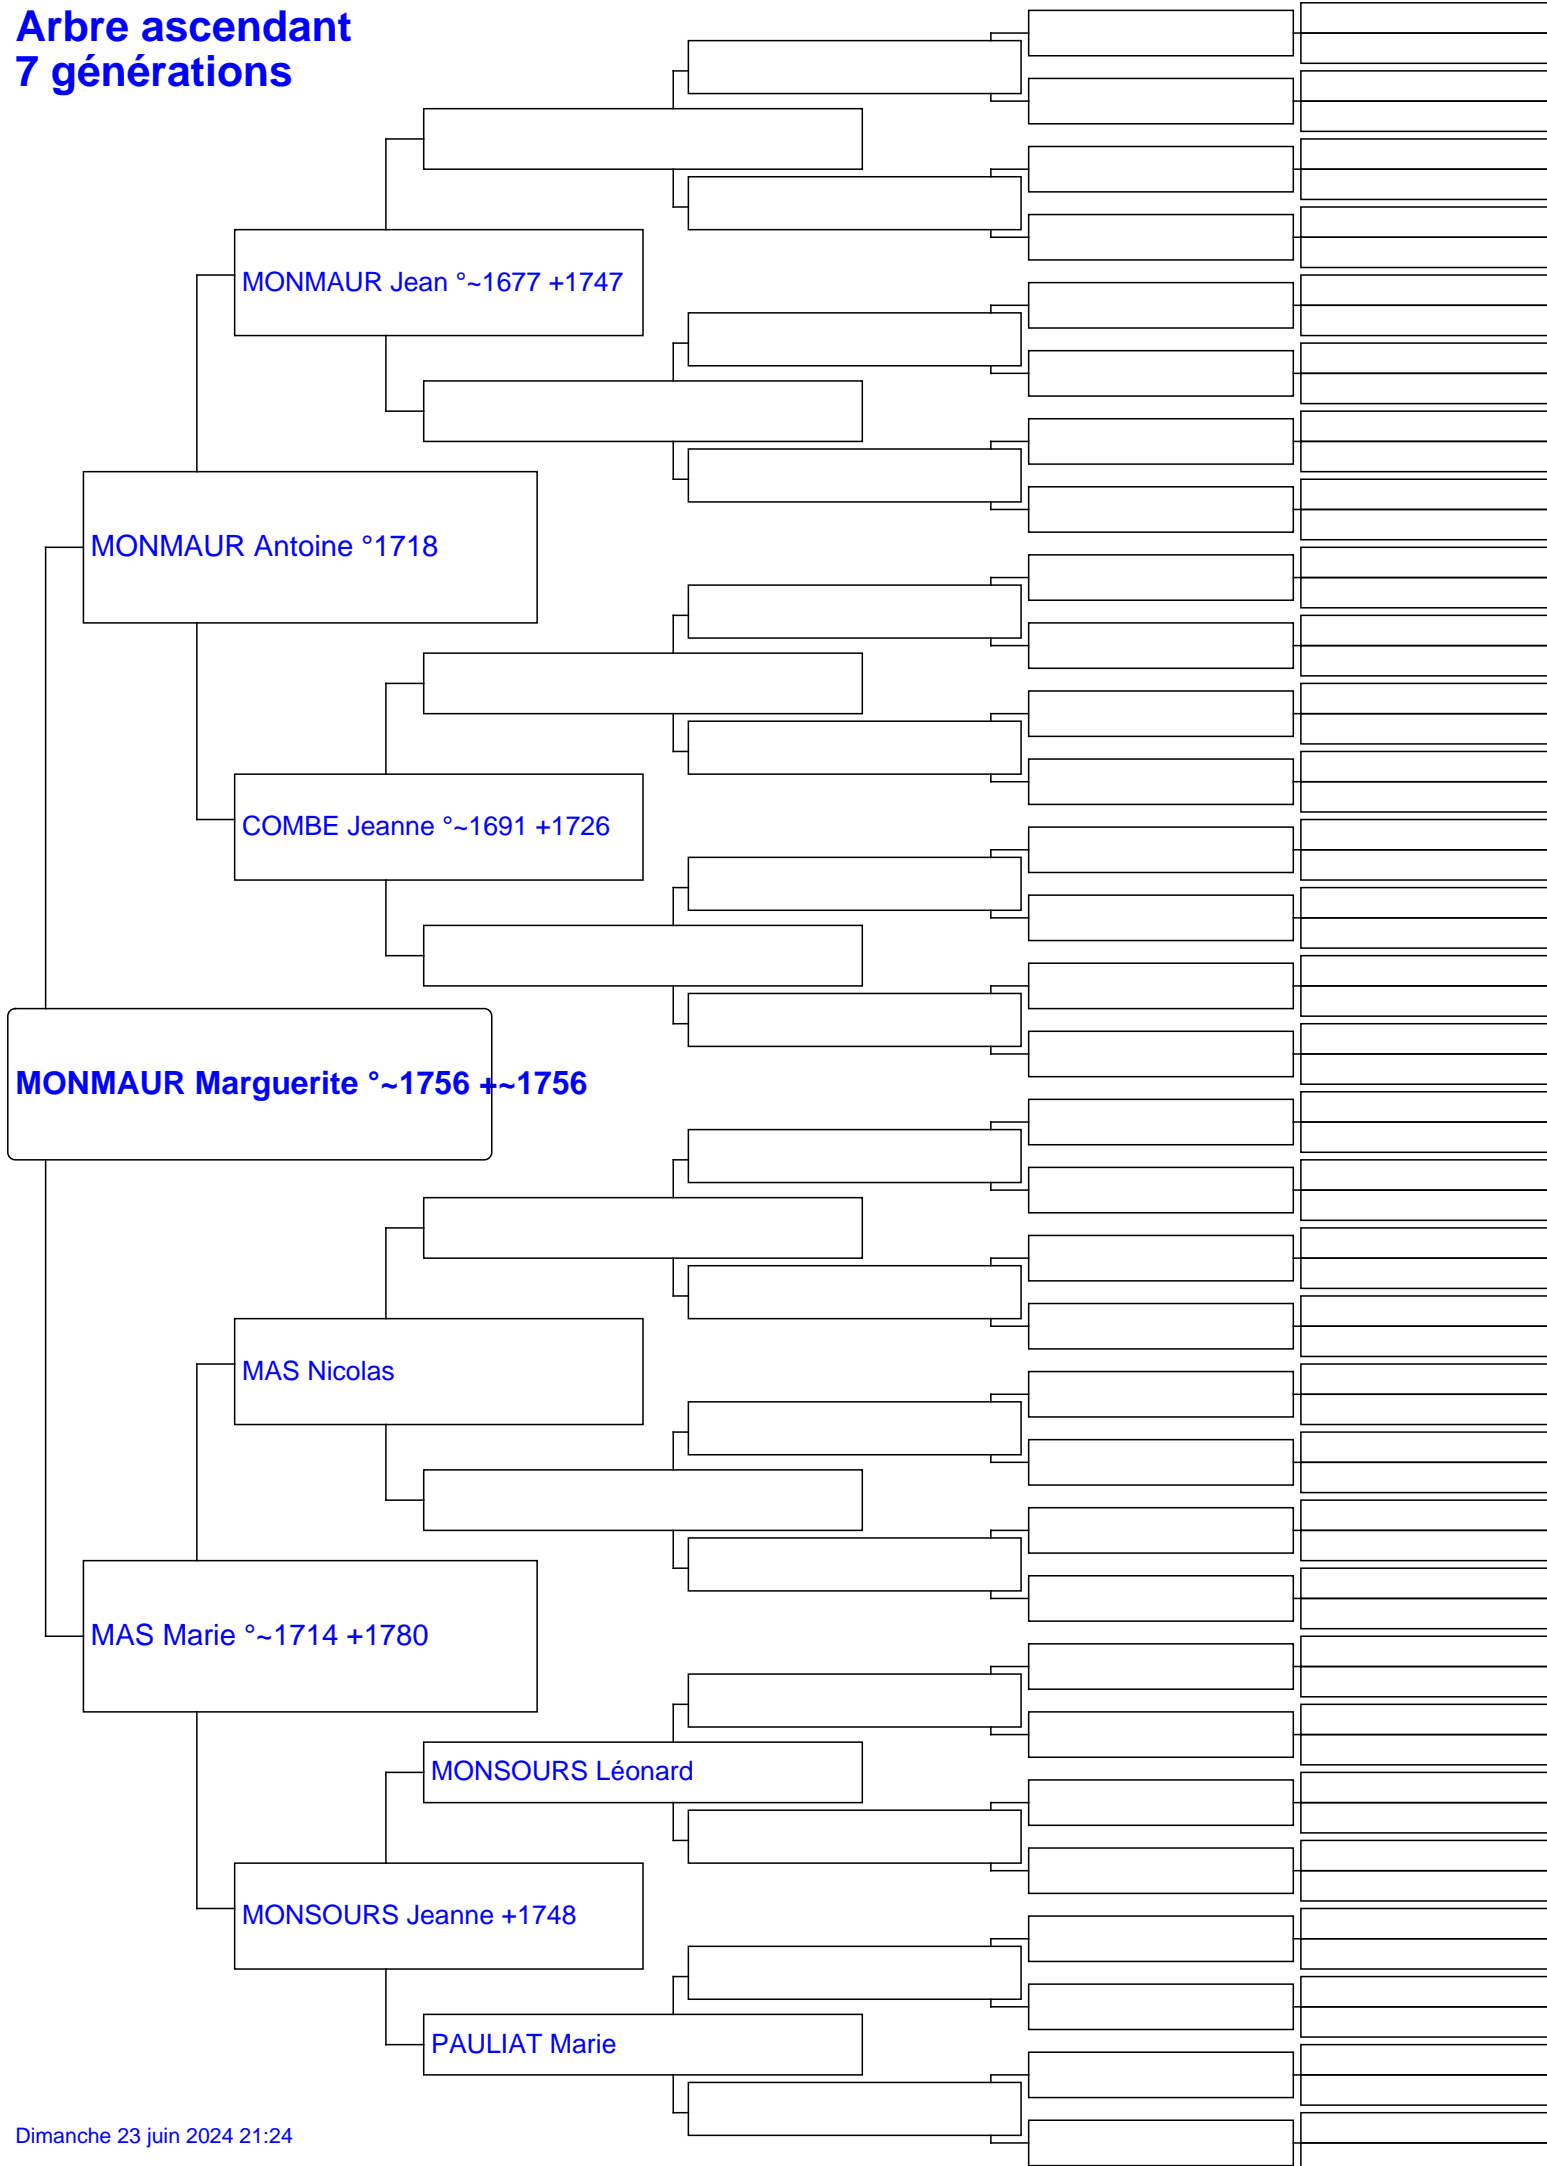 Arbre ascendant
7 générations
MONMAUR Jean °~1677 +1747
MONMAUR Antoine °1718
COMBE Jeanne °~1691 +1726
MONMAUR Marguerite °~1756 +~1756
MAS Nicolas
MAS Marie °~1714 +1780
MONSOURS Léonard
MONSOURS Jeanne +1748
PAULIAT Marie
Dimanche 23 juin 2024 21:24